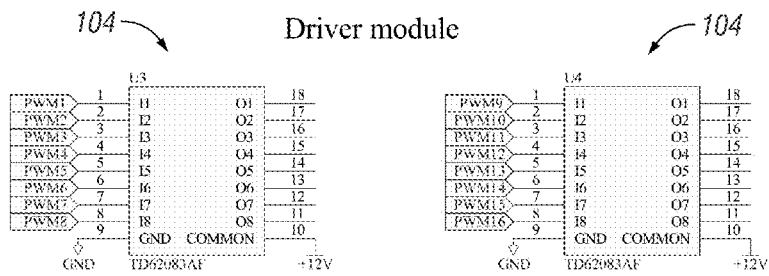 104 Driver module 104
U3 U4
PWM1 1 I1 O1 18 PWM9 1 I1 O1 18
PWM2 2 I2 O2 17 PWM10 2 I2 O2 17
PWM3 3 I3 O3 16 PWM11 3 I3 O3 16
PWM4 4 I4 O4 15 PWM12 4 I4 O4 15
PWM5 5 I5 O5 14 PWM13 5 I5 O5 14
PWM6 6 I6 O6 13 PWM14 6 I6 O6 13
PWM7 7 I7 O7 12 PWM15 7 I7 O7 12
PWM8 8 I8 O8 11 PWM16 8 I8 O8 11
9 GND COMMON 10 9 GND COMMON 10
GND TD62083AF +12V GND TD62083AF +12V